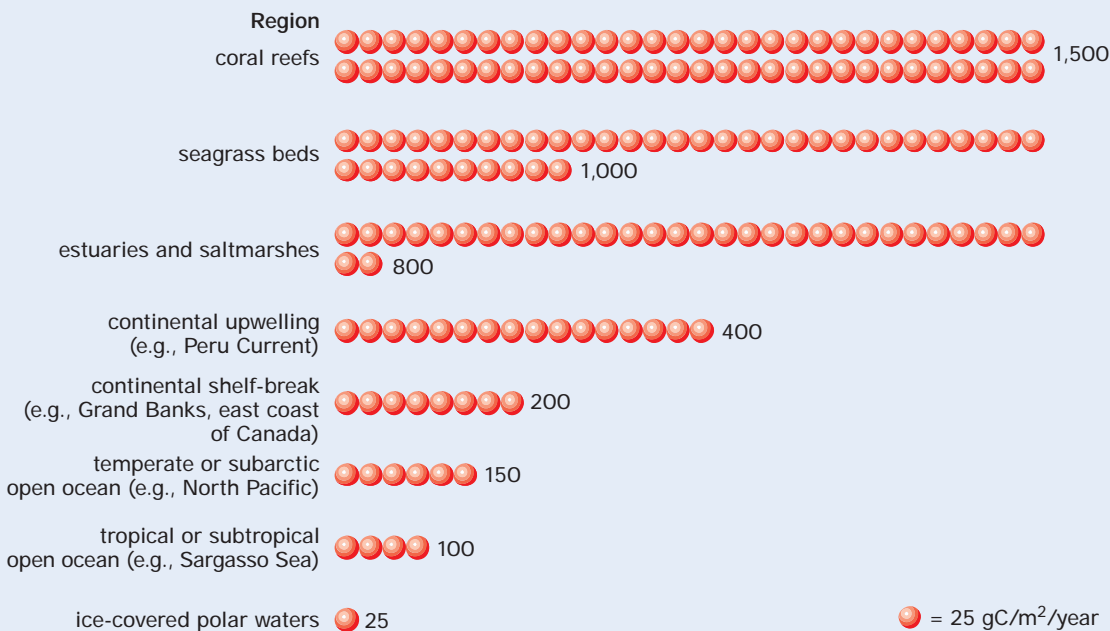 Region
coral reefs
1,500
seagrass beds
1,000
estuaries and saltmarshes
800
continental upwelling
(e.g., Peru Current)
400
continental shelf-break
(e.g., Grand Banks, east coast
of Canada)
200
temperate or subarctic
open ocean (e.g., North Pacific)
150
tropical or subtropical
open ocean (e.g., Sargasso Sea)
100
ice-covered polar waters
25
= 25 gC/m²/year